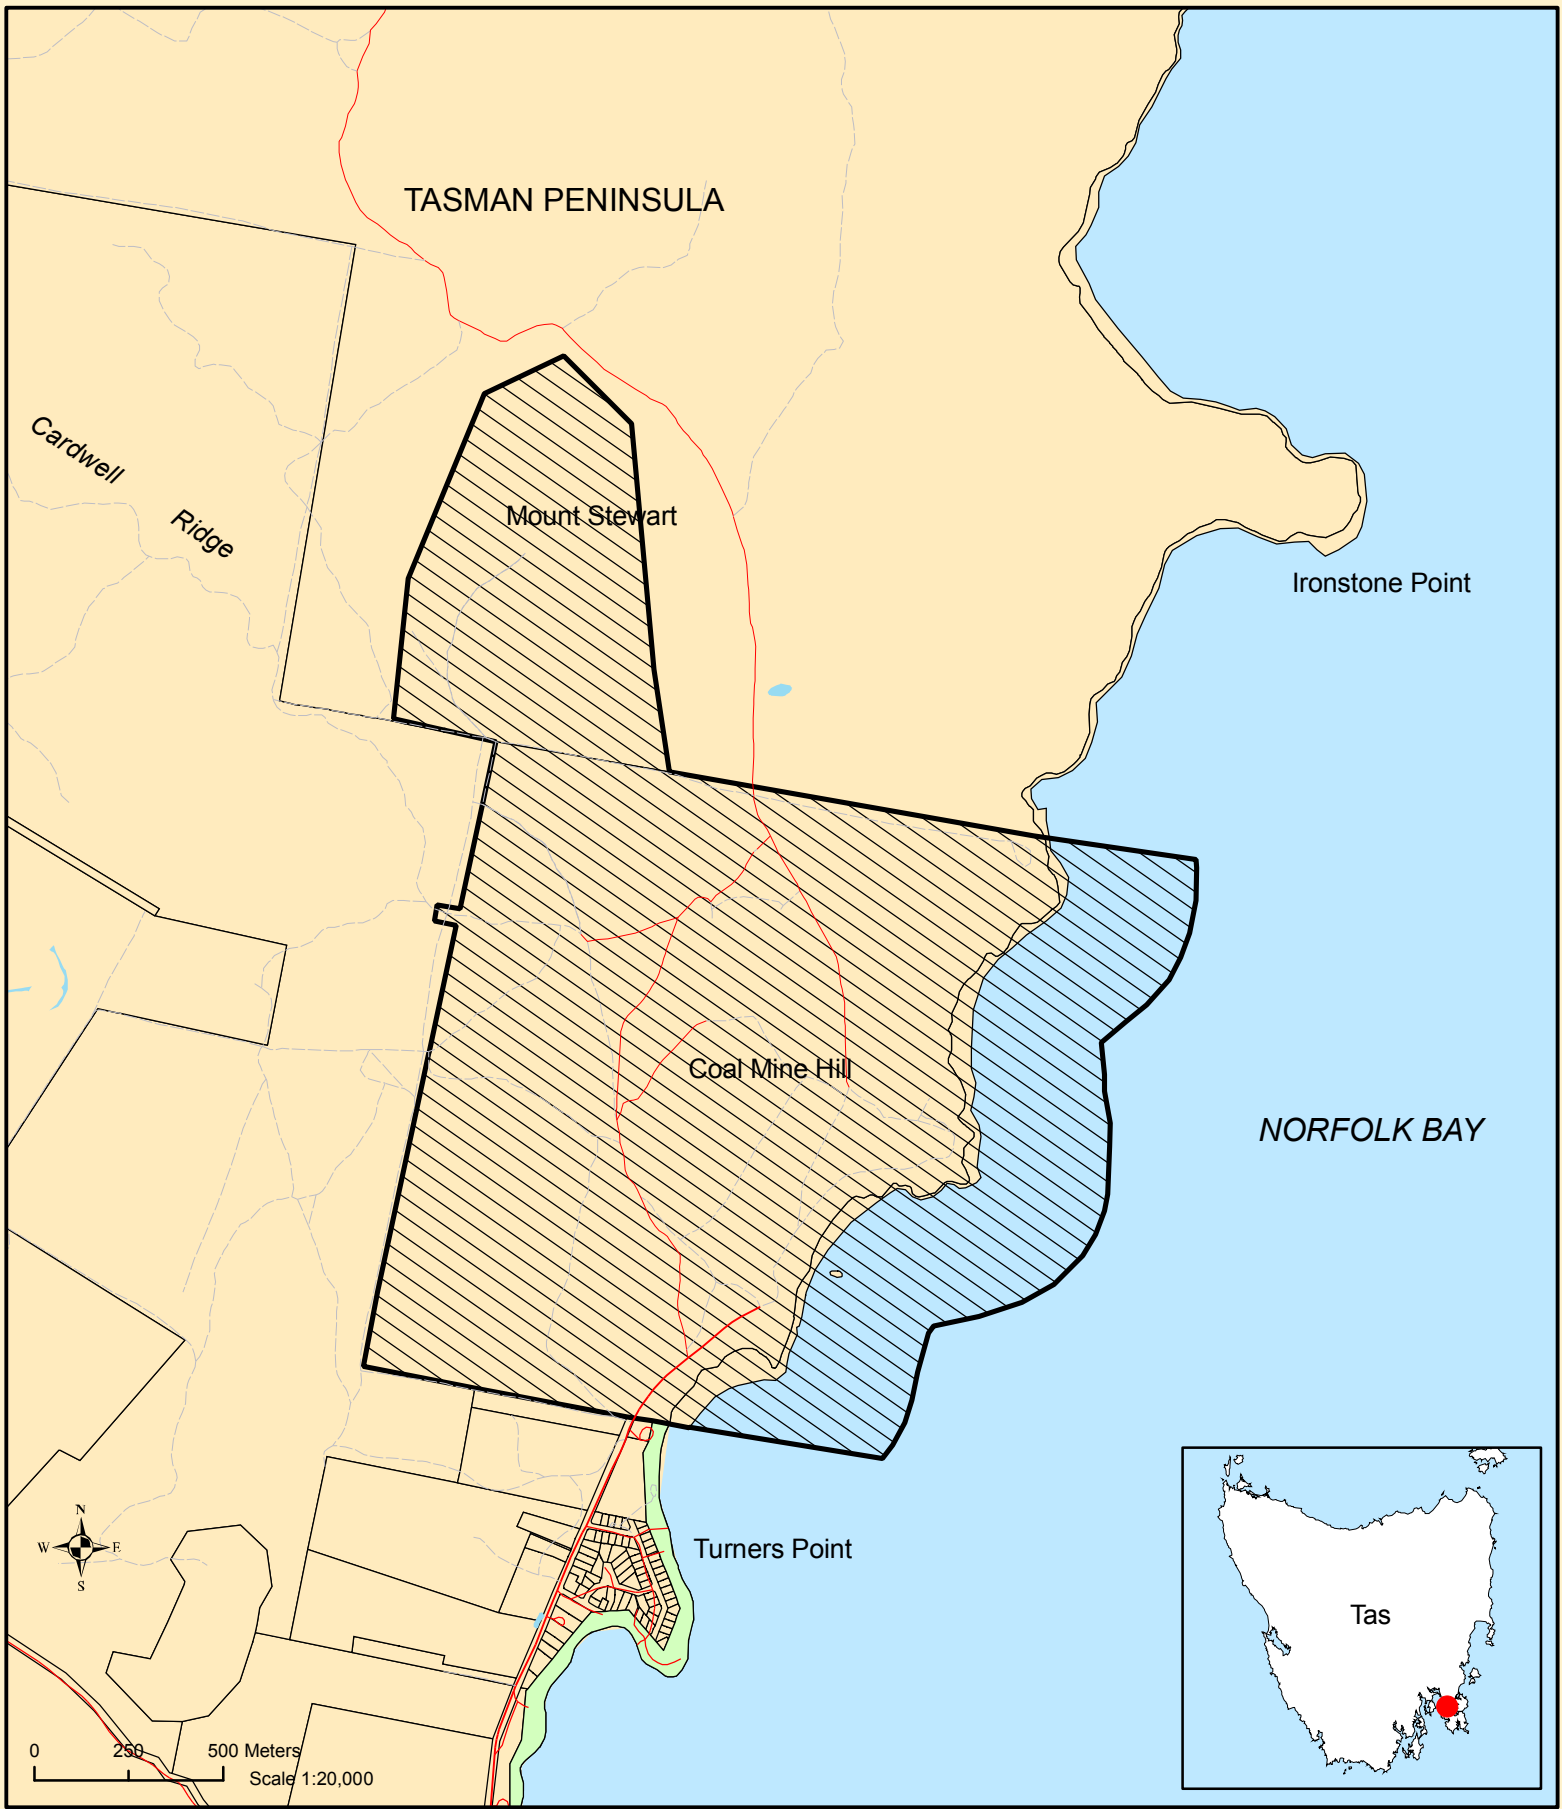 TASMAN PENINSULA
Cardwell
Ridge
Mount Stewart
Ironstone Point
Coal Mine Hill
NORFOLK BAY
N
W E
S
Turners Point
Tas
0 250 500 Meters
Scale 1:20,000